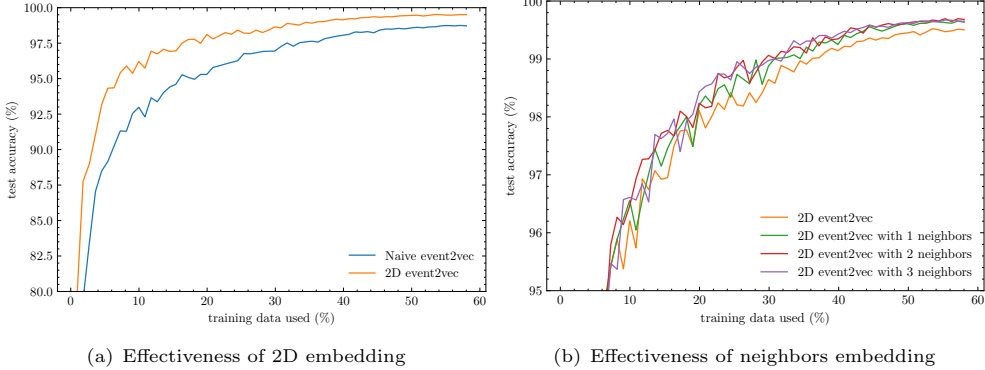 100.0
97.5
95.0
92.5
90.0
87.5
85.0
82.5
80.0
test accuracy (%)
0
10
20
30
40
50
60
training data used (%)
Naive event2vec
2D event2vec
(a) Effectiveness of 2D embedding
100
99
98
97
96
95
test accuracy (%)
0
10
20
30
40
50
60
training data used (%)
2D event2vec
2D event2vec with 1 neighbors
2D event2vec with 2 neighbors
2D event2vec with 3 neighbors
(b) Effectiveness of neighbors embedding